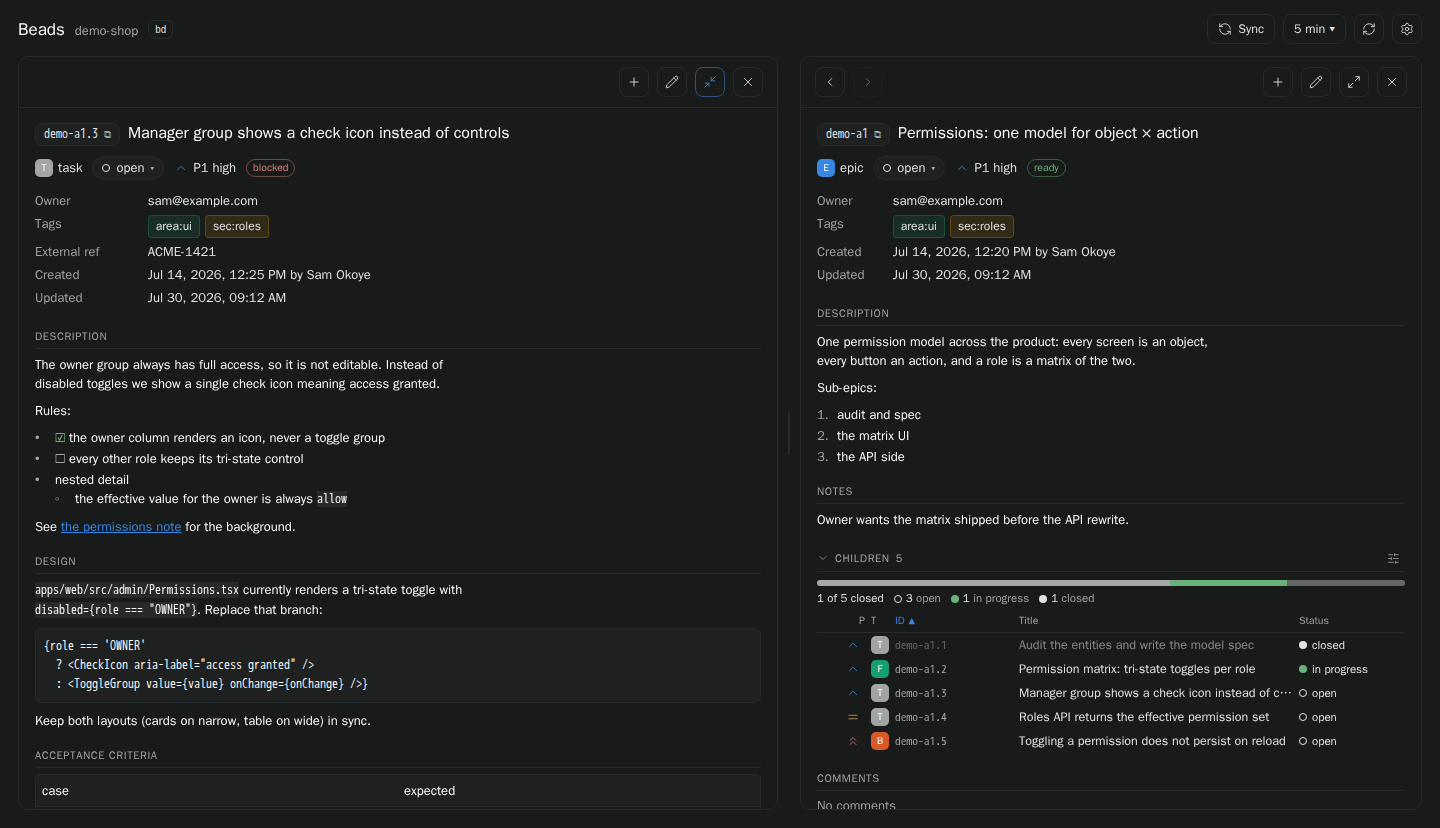 Beads demo-shop bd
Sync 5 min ▾
demo-a1.3 Manager group shows a check icon instead of controls
T task open ▾ P1 high blocked
Owner sam@example.com
Tags area:ui sec:roles
External ref ACME-1421
Created Jul 14, 2026, 12:25 PM by Sam Okoye
Updated Jul 30, 2026, 09:12 AM
DESCRIPTION
The owner group always has full access, so it is not editable. Instead of
disabled toggles we show a single check icon meaning access granted.
Rules:
• ☑ the owner column renders an icon, never a toggle group
• ☐ every other role keeps its tri-state control
• nested detail
◦ the effective value for the owner is always allow
See the permissions note for the background.
DESIGN
apps/web/src/admin/Permissions.tsx currently renders a tri-state toggle with
disabled={role === "OWNER"}. Replace that branch:
{role === 'OWNER'
? <CheckIcon aria-label="access granted" />
: <ToggleGroup value={value} onChange={onChange} />}
Keep both layouts (cards on narrow, table on wide) in sync.
ACCEPTANCE CRITERIA
case expected
demo-a1 Permissions: one model for object × action
E epic open ▾ P1 high ready
Owner sam@example.com
Tags area:ui sec:roles
Created Jul 14, 2026, 12:20 PM by Sam Okoye
Updated Jul 30, 2026, 09:12 AM
DESCRIPTION
One permission model across the product: every screen is an object,
every button an action, and a role is a matrix of the two.
Sub-epics:
1. audit and spec
2. the matrix UI
3. the API side
NOTES
Owner wants the matrix shipped before the API rewrite.
CHILDREN 5
1 of 5 closed 3 open 1 in progress 1 closed
P T ID ▲ Title Status
T demo-a1.1 Audit the entities and write the model spec closed
F demo-a1.2 Permission matrix: tri-state toggles per role in progress
T demo-a1.3 Manager group shows a check icon instead of c… open
T demo-a1.4 Roles API returns the effective permission set open
B demo-a1.5 Toggling a permission does not persist on reload open
COMMENTS
No comments